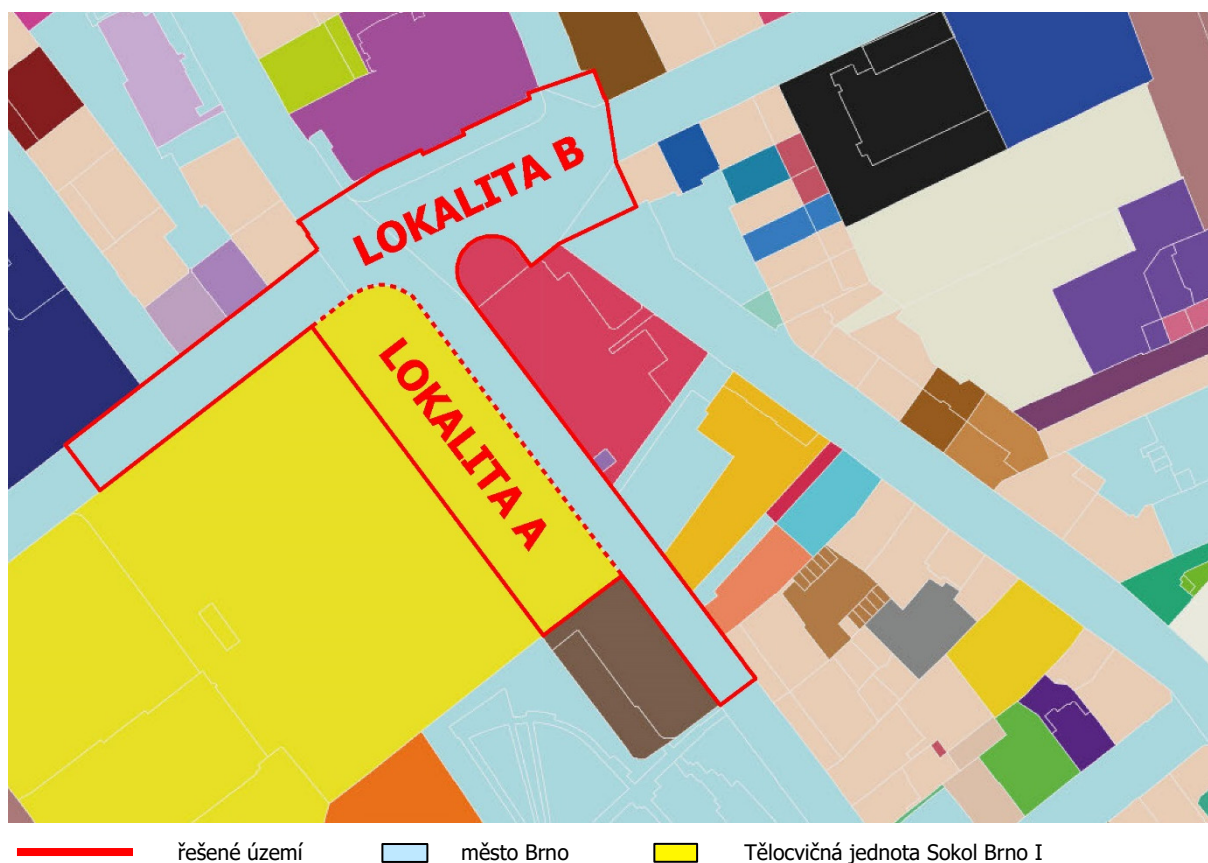 LOKALITA B
LOKALITA A
řešené území město Brno Tělocvičná jednota Sokol Brno I